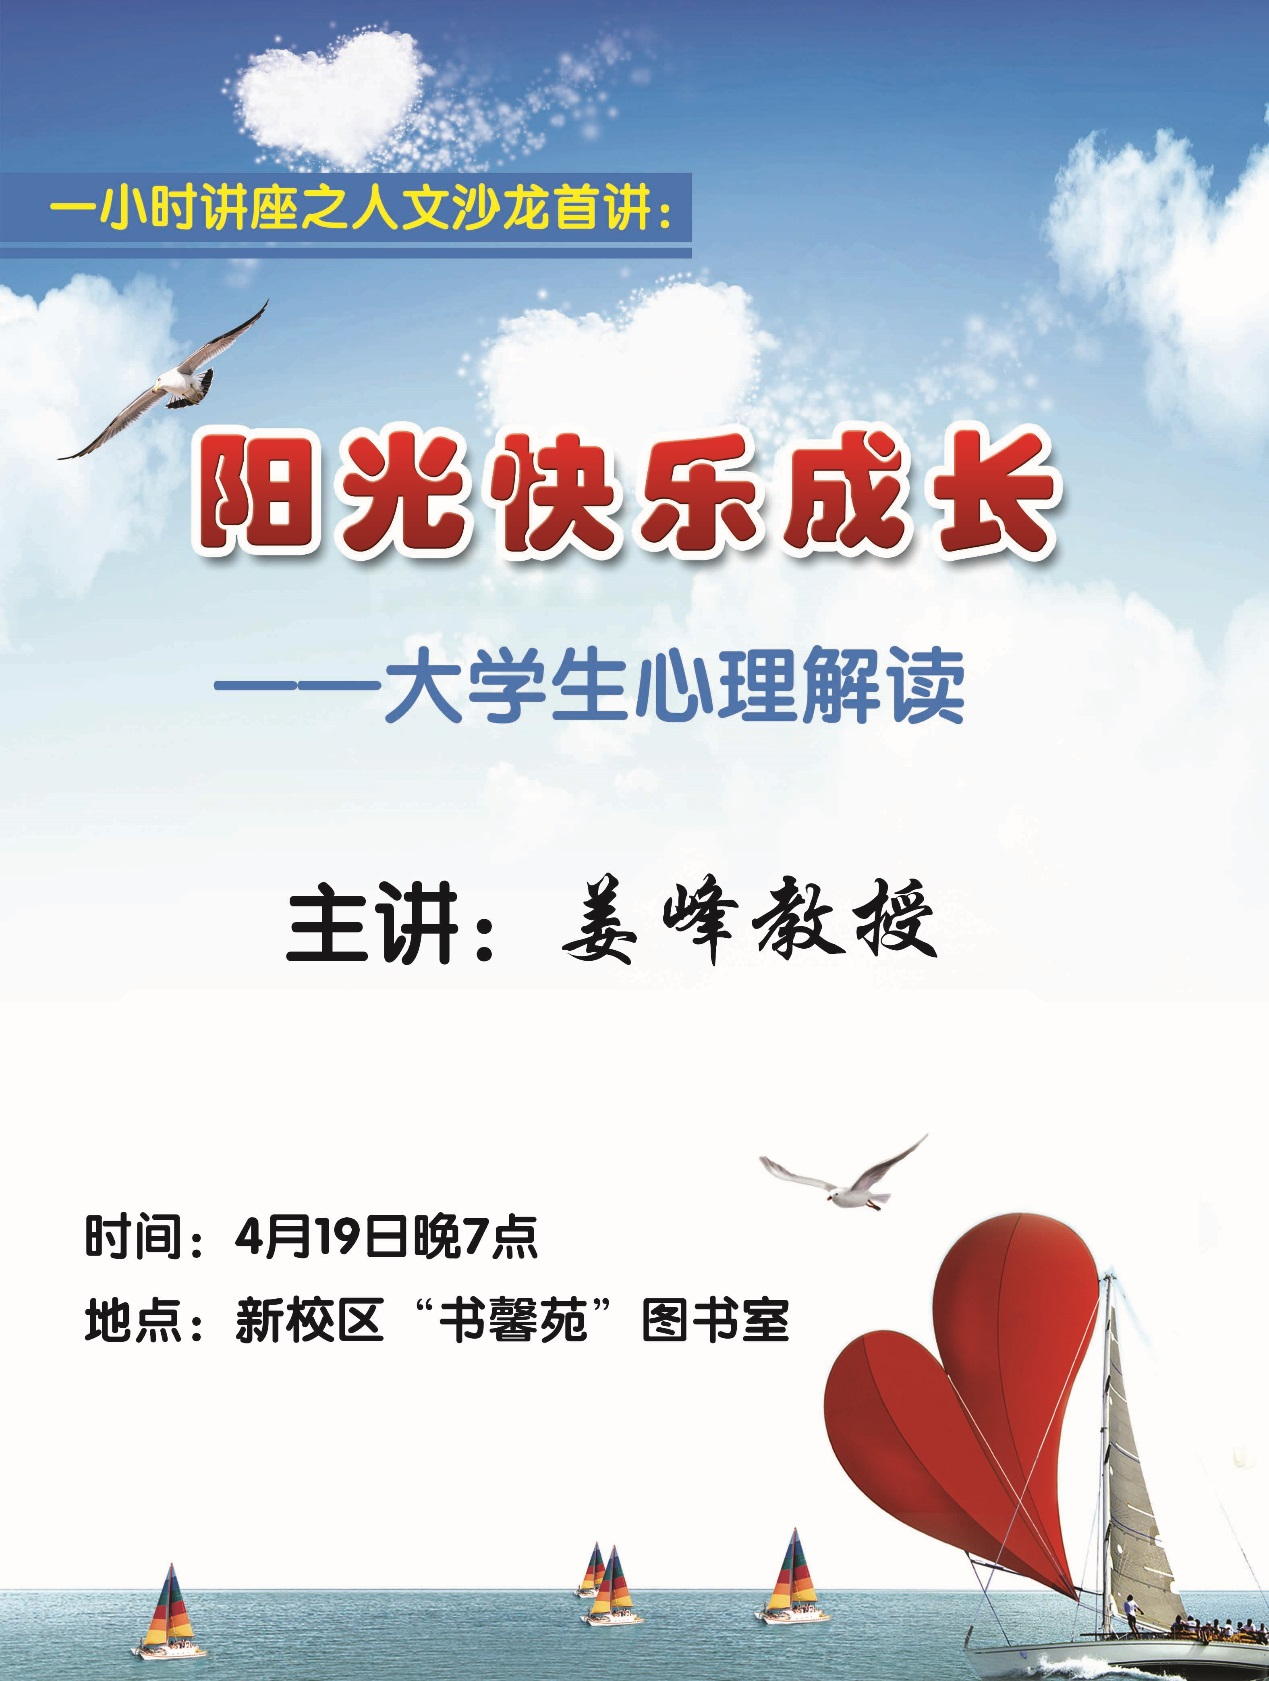 一小时讲座之人文沙龙首讲：
阳光快乐成长
——大学生心理解读
主讲：姜峰教授
时间：4月19日晚7点
地点：新校区“书馨苑”图书室